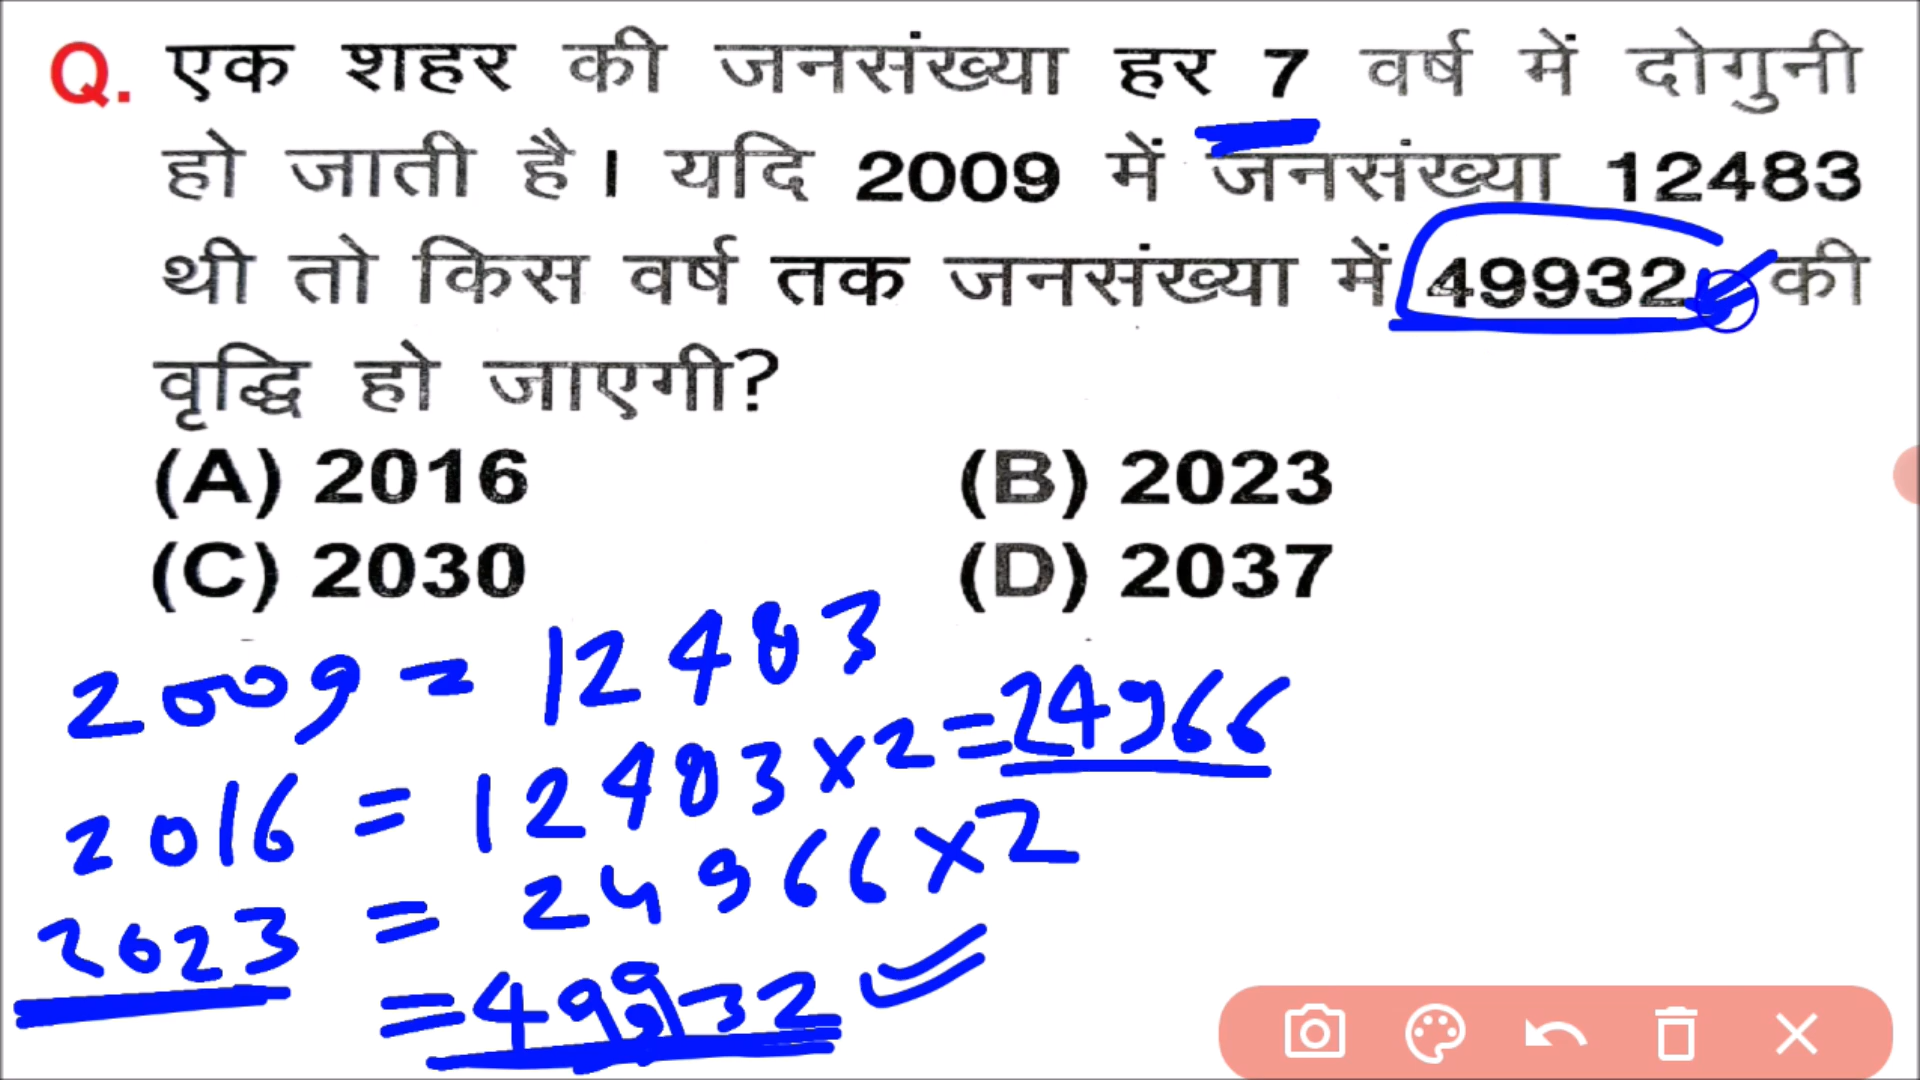 Q. एक शहर की जनसंख्या हर 7 वर्ष में दोगुनी
हो जाती है। यदि 2009 में जनसंख्या 12483
थी तो किस वर्ष तक जनसंख्या में 49932 की
वृद्धि हो जाएगी?
(A) 2016 (B) 2023
(C) 2030 (D) 2037
2009 = 12483
2016 = 12483×2=24966
2023 = 24966×2
=49932